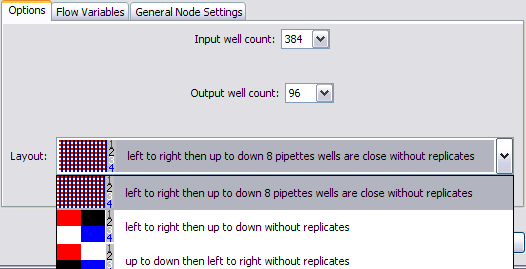 Options Flow Variables General Node Settings
Input well count: 384
Output well count: 96
Layout: 1 2 4 left to right then up to down 8 pipettes wells are close without replicates
1 2 4 left to right then up to down 8 pipettes wells are close without replicates
1 2 4 left to right then up to down without replicates
1 2 4 up to down then left to right without replicates